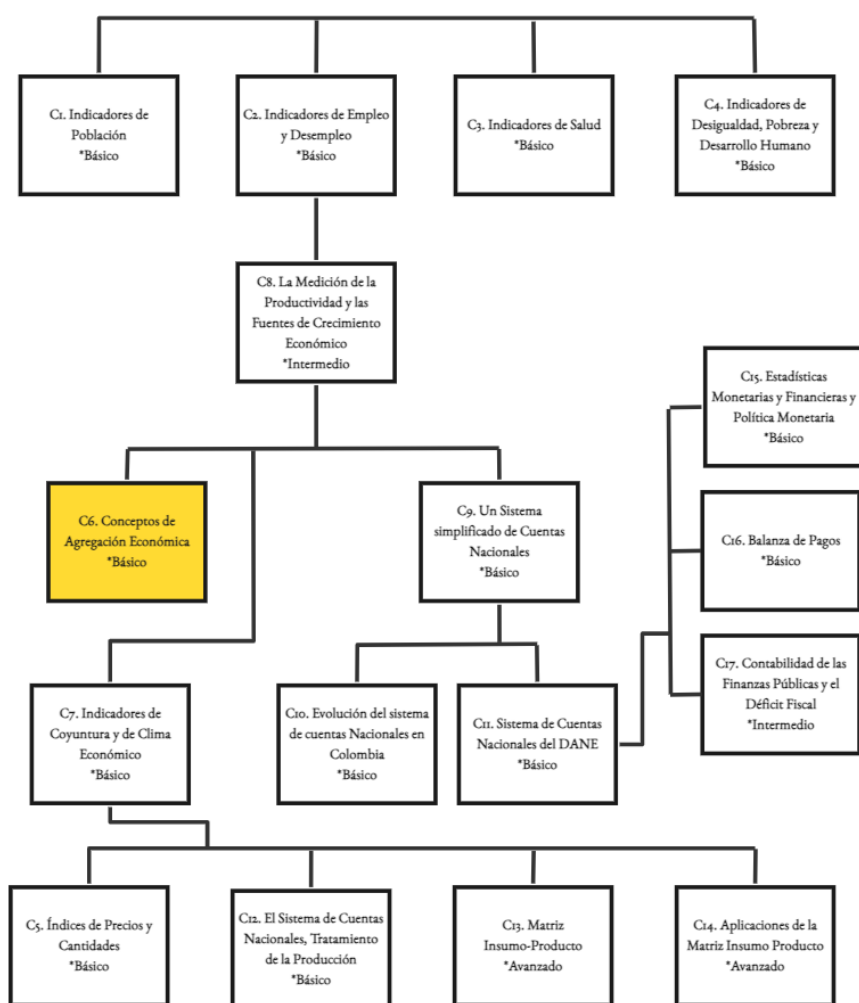 C1. Indicadores de
Población
*Básico
C2. Indicadores de Empleo
y Desempleo
*Básico
C3. Indicadores de Salud
*Básico
C4. Indicadores de
Desigualdad, Pobreza y
Desarrollo Humano
*Básico
C8. La Medición de la
Productividad y las
Fuentes de Crecimiento
Económico
*Intermedio
C15. Estadísticas
Monetarias y Financieras y
Política Monetaria
*Básico
C6. Conceptos de
Agregación Económica
*Básico
C9. Un Sistema
simplificado de Cuentas
Nacionales
*Básico
C16. Balanza de Pagos
*Básico
C17. Contabilidad de las
Finanzas Públicas y el
Déficit Fiscal
*Intermedio
C7. Indicadores de
Coyuntura y de Clima
Económico
*Básico
C10. Evolución del sistema
de cuentas Nacionales en
Colombia
*Básico
C11. Sistema de Cuentas
Nacionales del DANE
*Básico
C5. Índices de Precios y
Cantidades
*Básico
C12. El Sistema de Cuentas
Nacionales, Tratamiento
de la Producción
*Básico
C13. Matriz
Insumo-Producto
*Avanzado
C14. Aplicaciones de la
Matriz Insumo Producto
*Avanzado